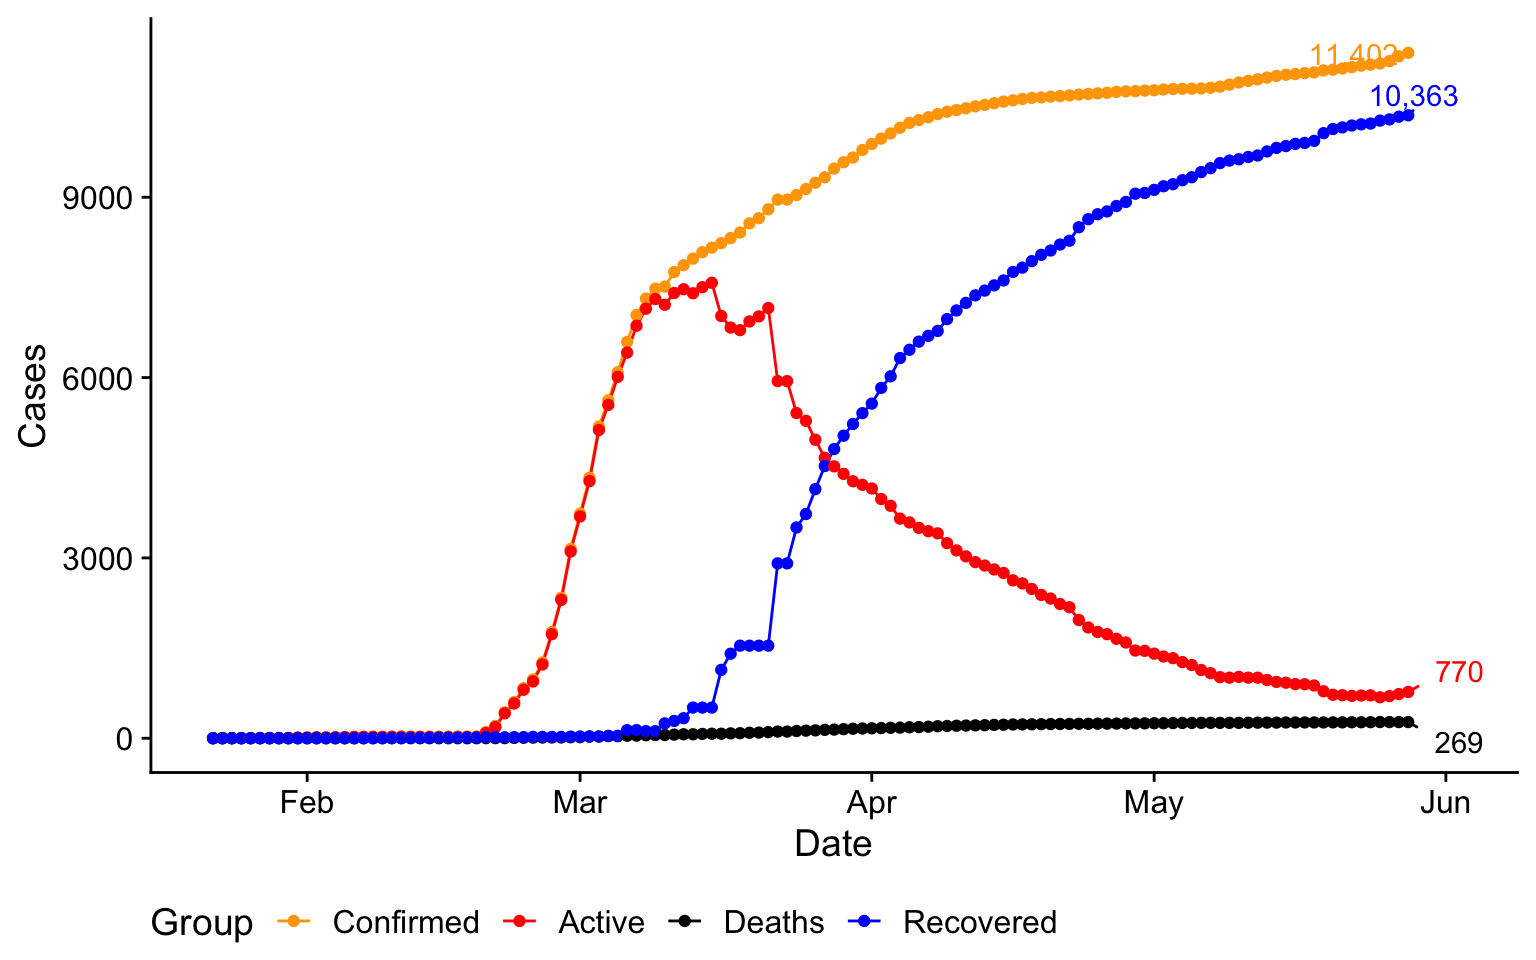 11,402
10,363
9000
6000
3000
0
770
269
Cases
Feb Mar Apr May Jun
Date
Group Confirmed Active Deaths Recovered